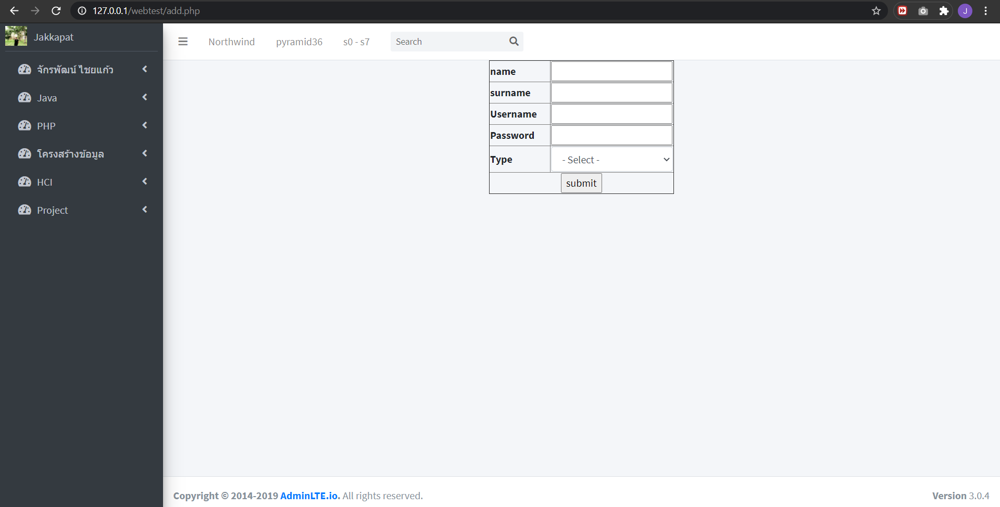 127.0.0.1/webtest/add.php
J
Jakkapat
Northwind pyramid36 s0 - s7 Search
จักรพัฒน์ ไชยแก้ว
Java
PHP
โครงสร้างข้อมูล
HCI
Project
name
surname
Username
Password
Type - Select -
submit
Copyright © 2014-2019 AdminLTE.io. All rights reserved.
Version 3.0.4